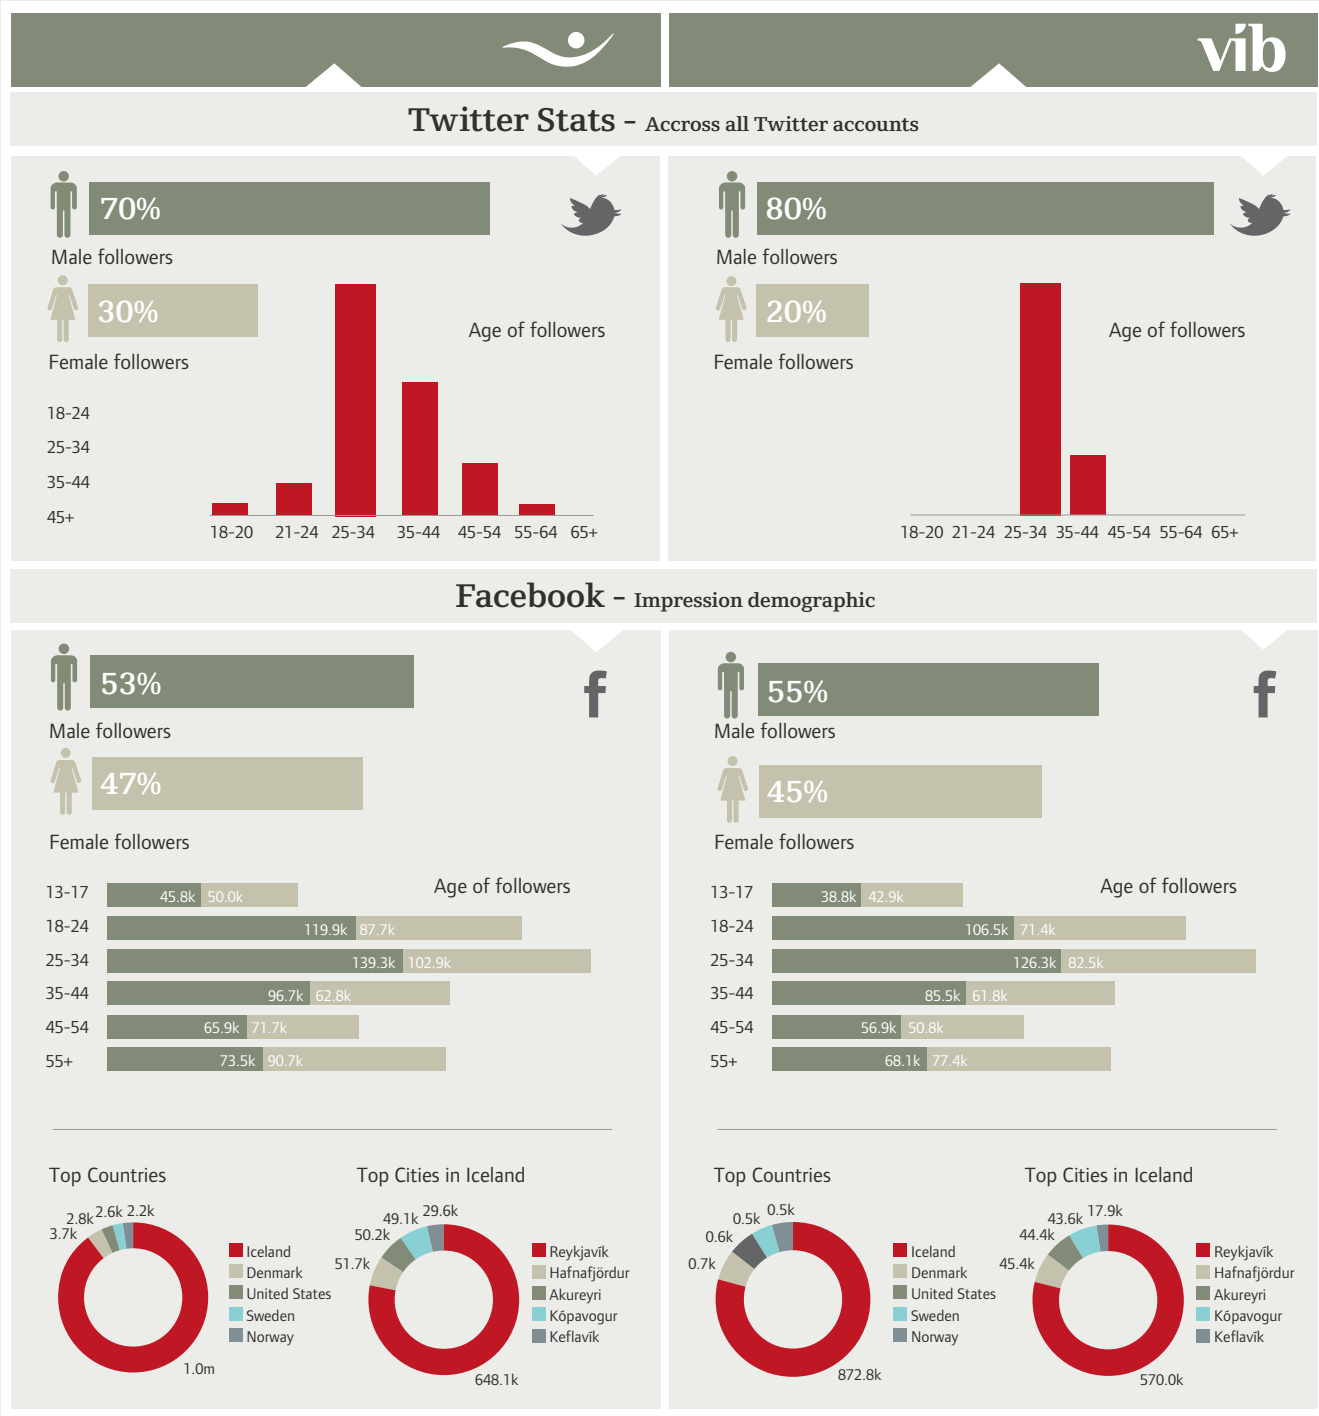 víb
Twitter Stats - Accross all Twitter accounts
70%
Male followers
30%
Female followers
Age of followers
18-24
25-34
35-44
45+
18-20 21-24 25-34 35-44 45-54 55-64 65+
80%
Male followers
20%
Female followers
Age of followers
18-20 21-24 25-34 35-44 45-54 55-64 65+
Facebook - Impression demographic
f
53%
Male followers
47%
Female followers
Age of followers
13-17 45.8k 50.0k
18-24 119.9k 87.7k
25-34 139.3k 102.9k
35-44 96.7k 62.8k
45-54 65.9k 71.7k
55+ 73.5k 90.7k
Top Countries
3.7k 2.8k 2.6k 2.2k
1.0m
Iceland
Denmark
United States
Sweden
Norway
Top Cities in Iceland
51.7k 50.2k 49.1k 29.6k
648.1k
Reykjavík
Hafnafjördur
Akureyri
Kópavogur
Keflavík
f
55%
Male followers
45%
Female followers
Age of followers
13-17 38.8k 42.9k
18-24 106.5k 71.4k
25-34 126.3k 82.5k
35-44 85.5k 61.8k
45-54 56.9k 50.8k
55+ 68.1k 77.4k
Top Countries
0.7k 0.6k 0.5k 0.5k
872.8k
Iceland
Denmark
United States
Sweden
Norway
Top Cities in Iceland
45.4k 44.4k 43.6k 17.9k
570.0k
Reykjavík
Hafnafjördur
Akureyri
Kópavogur
Keflavík